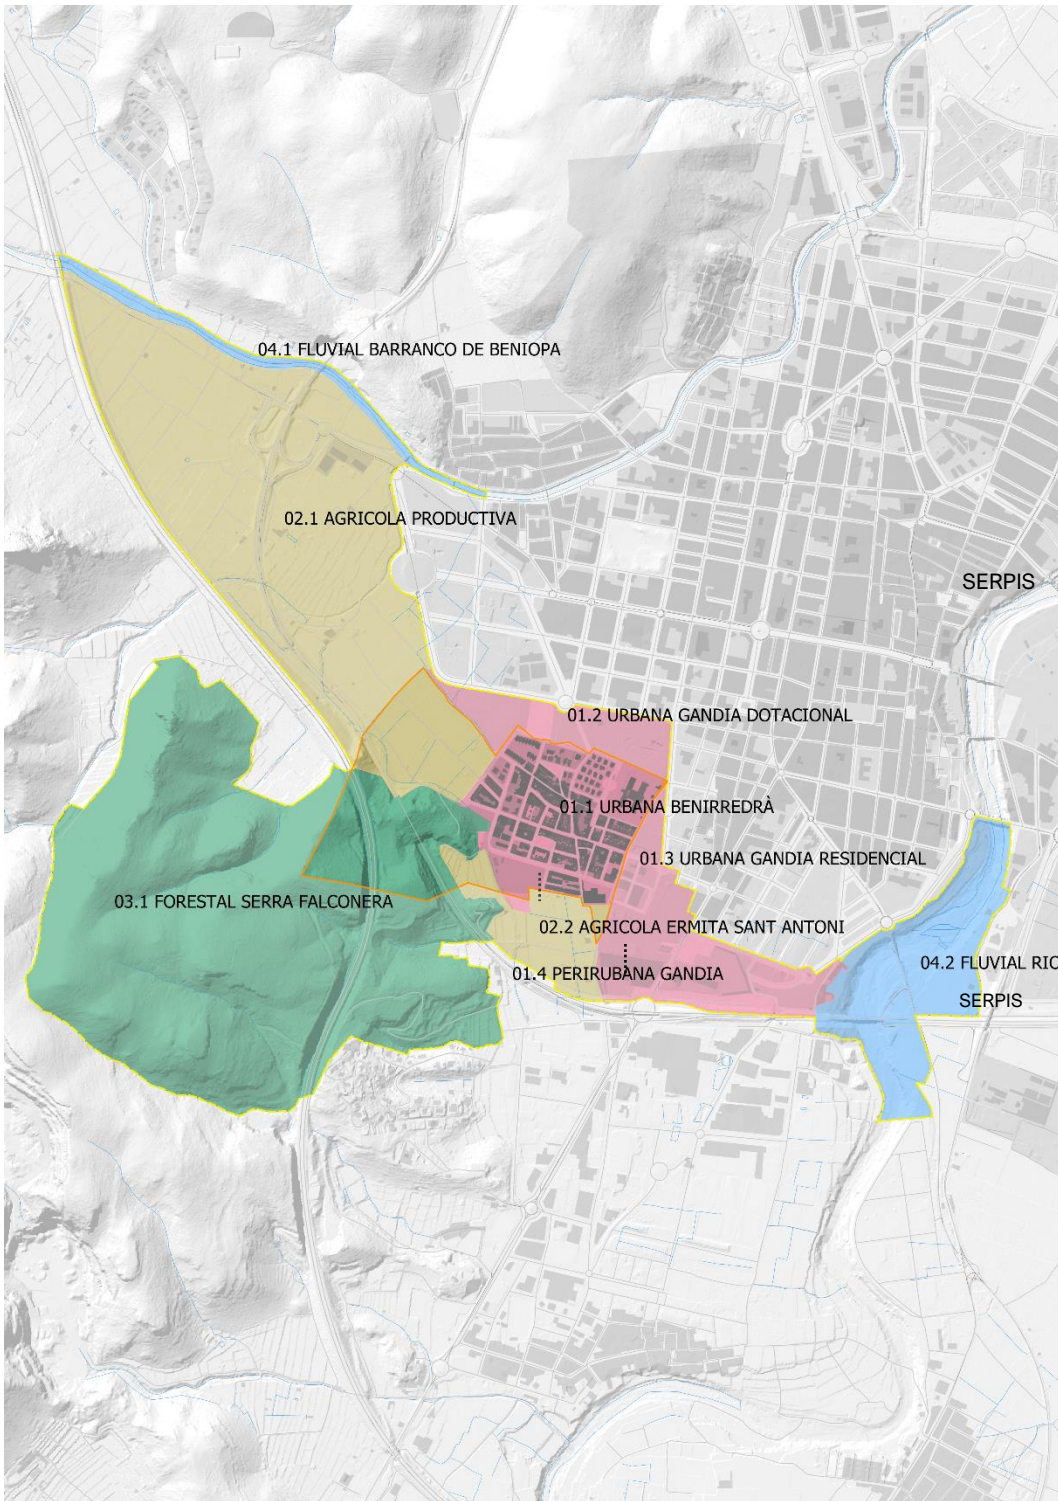 04.1 FLUVIAL BARRANCO DE BENIOPA
02.1 AGRICOLA PRODUCTIVA
SERPIS
01.2 URBANA GANDIA DOTACIONAL
01.1 URBANA BENIRREDRÀ
01.3 URBANA GANDIA RESIDENCIAL
03.1 FORESTAL SERRA FALCONERA
02.2 AGRICOLA ERMITA SANT ANTONI
04.2 FLUVIAL RIO
01.4 PERIRUBANA GANDIA
SERPIS